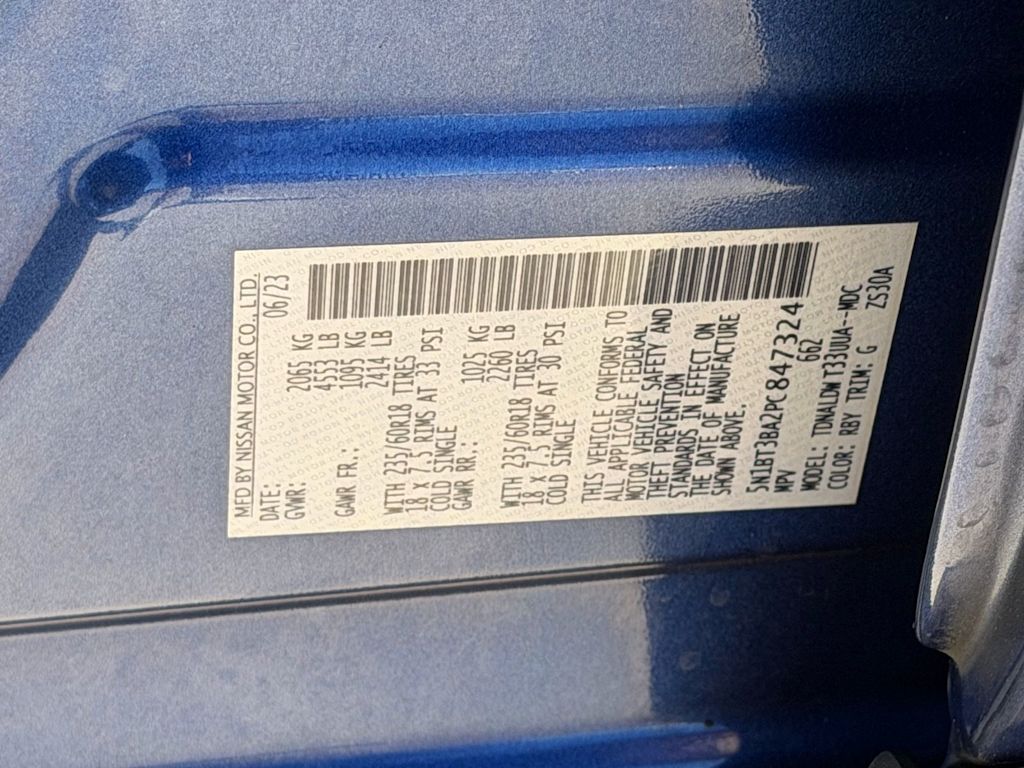 MFD BY NISSAN MOTOR CO., LTD.
DATE: 06/23
GVWR: 2065 KG
4553 LB
GAWR FR.: 1095 KG
2414 LB
WITH 235/60R18 TIRES
18 X 7.5 RIMS AT 33 PSI
COLD SINGLE
GAWR RR.: 1025 KG
2260 LB
WITH 235/60R18 TIRES
18 X 7.5 RIMS AT 30 PSI
COLD SINGLE
THIS VEHICLE CONFORMS TO
ALL APPLICABLE FEDERAL
MOTOR VEHICLE SAFETY AND
THEFT PREVENTION
STANDARDS IN EFFECT ON
THE DATE OF MANUFACTURE
SHOWN ABOVE.
5N1BT3BA2PC847324
MPV 662
MODEL: TDWALDW T33UUA--MDC
COLOR: RBY TRIM: G ZS30A